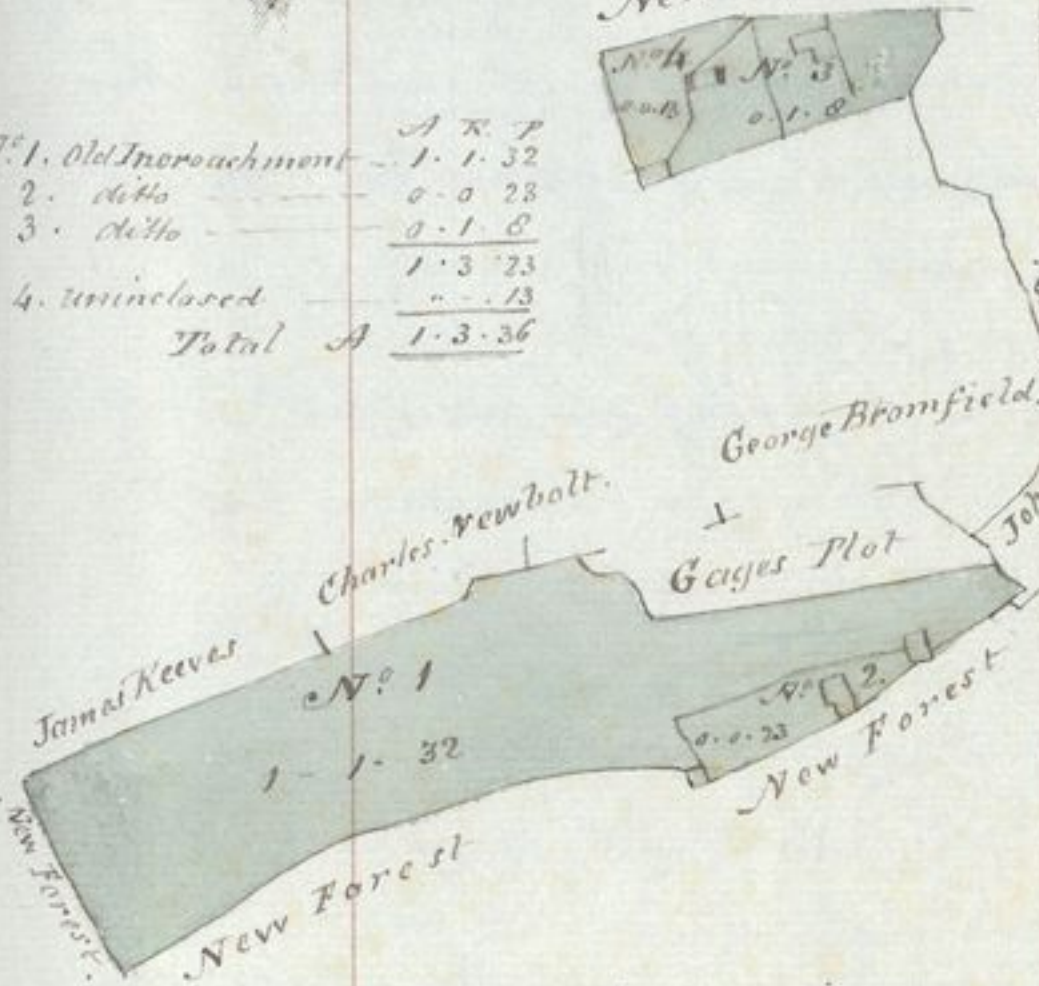 Nº 4
Nº 3
0.0.13
0.1.8
A R. P
1. Old Incroachment 1.1.32
2. ditto 0-0 23
3. ditto 0.1.8
1.3 23
4. uninclosed " - .13
Total A 1.3.36
George Bromfield
Charles Newbolt.
Gages Plot
James Keeves
Nº 1
1-1-32
Nº 2.
0.0.23
New Forest
New Forest
New Forest.